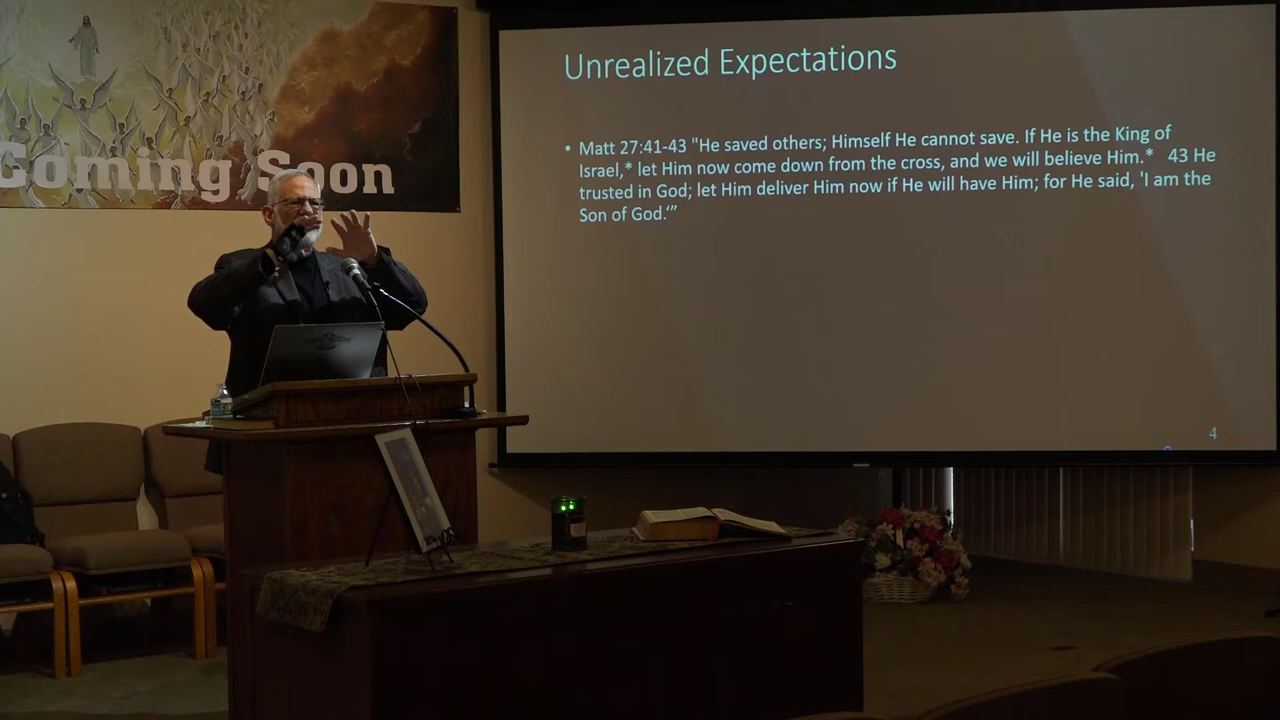 Coming Soon
Unrealized Expectations
• Matt 27:41-43 "He saved others; Himself He cannot save. If He is the King of
Israel,* let Him now come down from the cross, and we will believe Him.* 43 He
trusted in God; let Him deliver Him now if He will have Him; for He said, 'I am the
Son of God.‘”
4